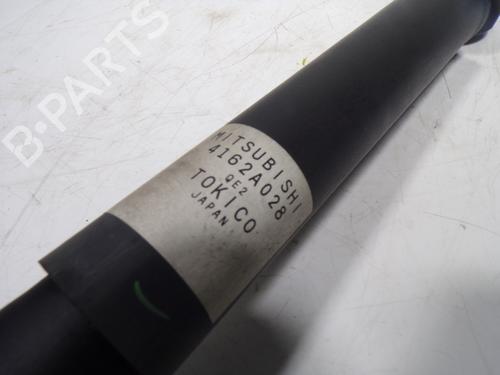 B-PARTS
MITSUBISHI
4162A028
QE2
TOKICO
JAPAN